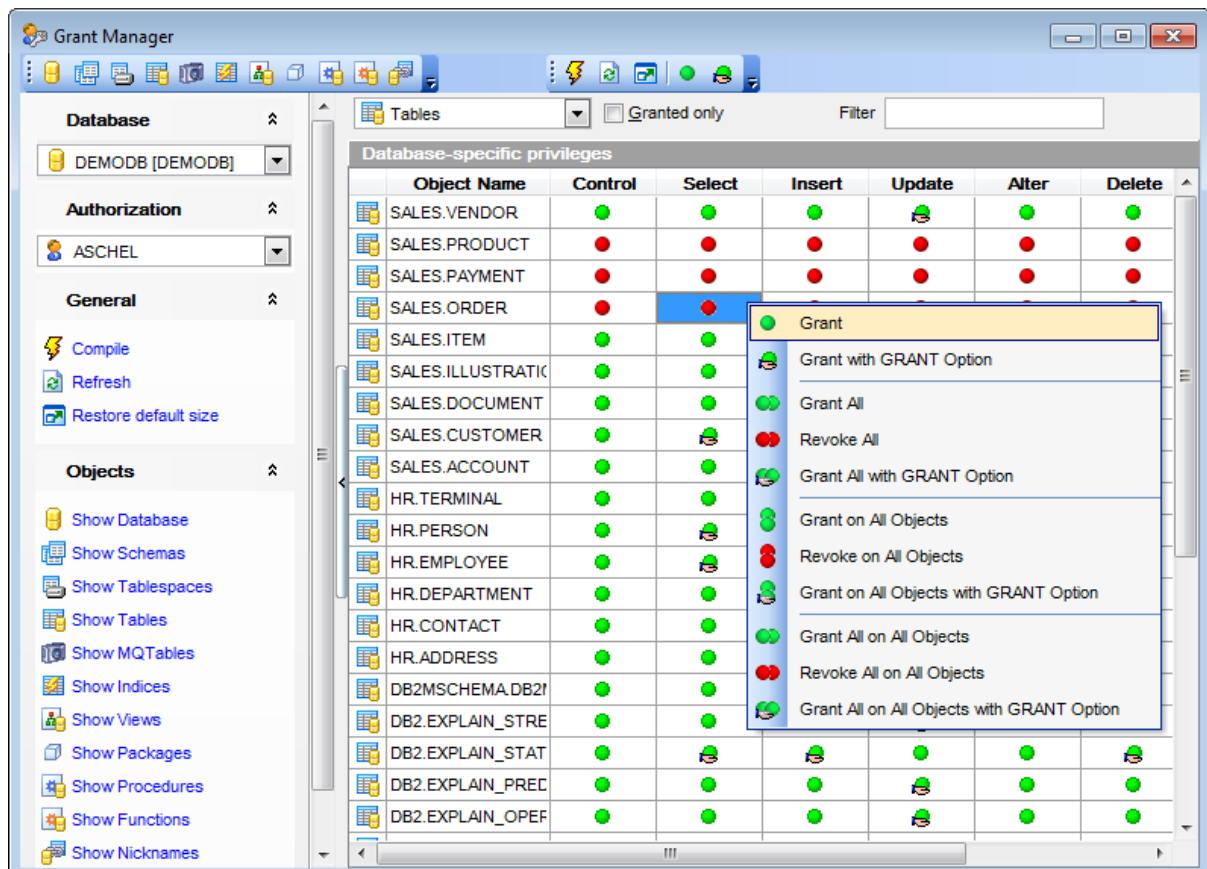 Grant Manager
Database
DEMODB [DEMODB]
Authorization
ASCHEL
General
Compile
Refresh
Restore default size
Objects
Show Database
Show Schemas
Show Tablespaces
Show Tables
Show MQTables
Show Indices
Show Views
Show Packages
Show Procedures
Show Functions
Show Nicknames
Tables Granted only Filter
Database-specific privileges
Object Name Control Select Insert Update Alter Delete
SALES.VENDOR
SALES.PRODUCT
SALES.PAYMENT
SALES.ORDER
SALES.ITEM
SALES.ILLUSTRATIC
SALES.DOCUMENT
SALES.CUSTOMER
SALES.ACCOUNT
HR.TERMINAL
HR.PERSON
HR.EMPLOYEE
HR.DEPARTMENT
HR.CONTACT
HR.ADDRESS
DB2MSCHEMA.DB2M
DB2.EXPLAIN_STRE
DB2.EXPLAIN_STAT
DB2.EXPLAIN_PRED
DB2.EXPLAIN_OPER
Grant
Grant with GRANT Option
Grant All
Revoke All
Grant All with GRANT Option
Grant on All Objects
Revoke on All Objects
Grant on All Objects with GRANT Option
Grant All on All Objects
Revoke All on All Objects
Grant All on All Objects with GRANT Option